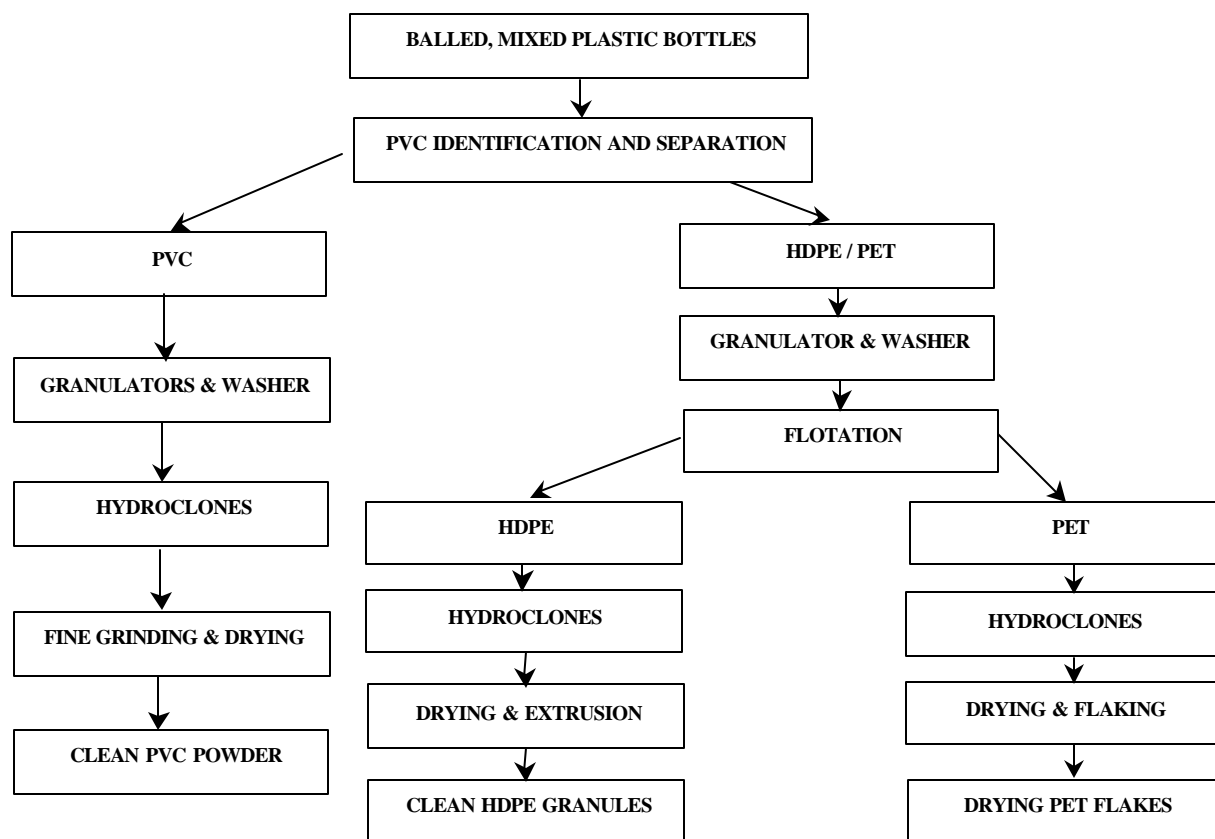 BALLED, MIXED PLASTIC BOTTLES
PVC IDENTIFICATION AND SEPARATION
PVC
HDPE / PET
GRANULATOR & WASHER
GRANULATORS & WASHER
FLOTATION
HYDROCLONES
HDPE
PET
HYDROCLONES
HYDROCLONES
FINE GRINDING & DRYING
DRYING & EXTRUSION
DRYING & FLAKING
CLEAN PVC POWDER
CLEAN HDPE GRANULES
DRYING PET FLAKES